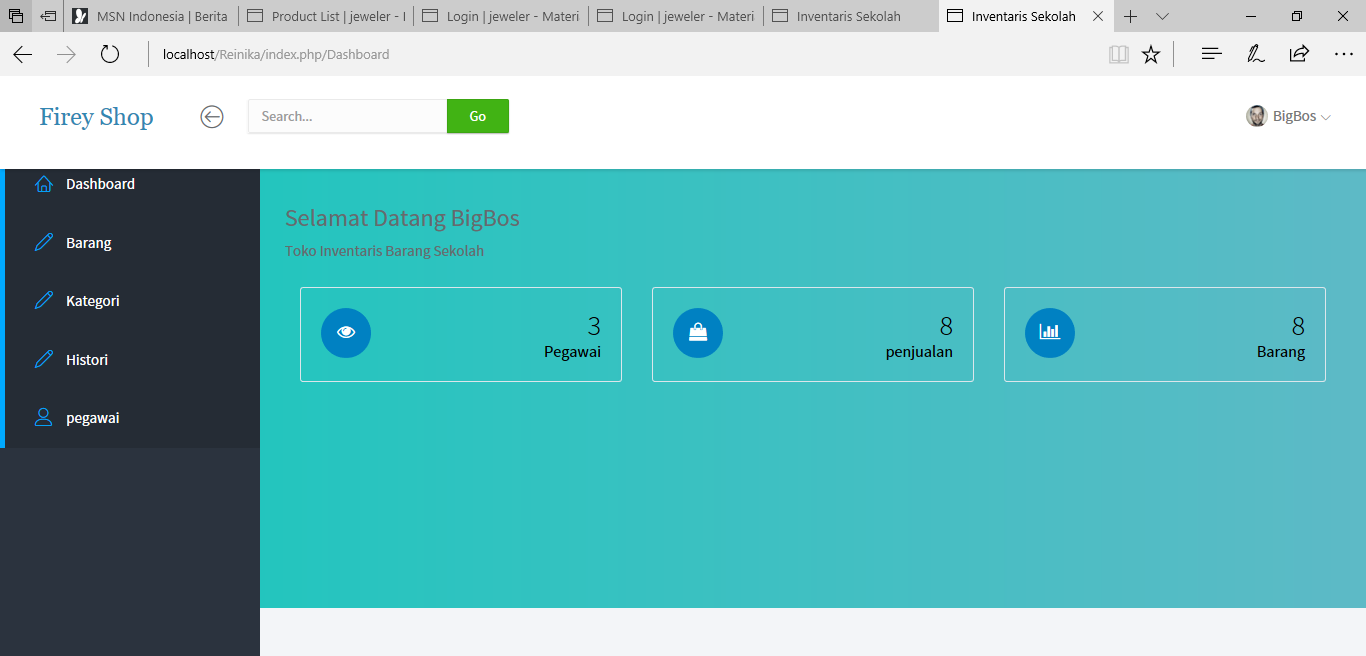 MSN Indonesia | Berita
Product List | jeweler - I
Login | jeweler - Materi
Login | jeweler - Materi
Inventaris Sekolah
Inventaris Sekolah
localhost/Reinika/index.php/Dashboard
Firey Shop
Search...
Go
BigBos
Dashboard
Barang
Kategori
Histori
pegawai
Selamat Datang BigBos
Toko Inventaris Barang Sekolah
3
Pegawai
8
penjualan
8
Barang